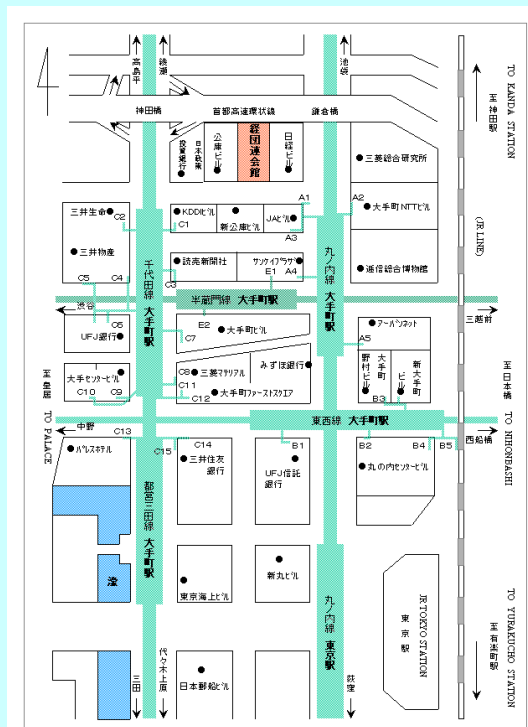 高島平
綾瀬
池袋
TO KANDA STATION
至神田駅
神田橋
首都高速環状線
鎌倉橋
日本政策
投資銀行
公庫ビル
経団連会館
日経ビル
三菱総合研究所
三井生命
C2
KDDIビル
C1
新公庫ビル
JAビル
A1
A2
A3
大手町NTTビル
(JR LINE)
三井物産
千代田線 大手町駅
読売新聞社
サンケイプラザ
丸ノ内線 大手町駅
逓信総合博物館
C5
C4
C3
E1
A4
渋谷
半蔵門線 大手町駅
三越前
C6
UFJ銀行
E2
大手町ビル
C7
アーバンネット
A5
みずほ銀行
至皇居
大手センタービル
C10
C9
C8
三菱マテリアル
C11
C12
大手町ファーストスクエア
野村ビル
大手町
ビル
新大手町
B3
至日本橋
TO PALACE
中野
東西線 大手町駅
西船橋
TO NIHONBASHI
C13
C15
C14
B1
B2
B4
B5
パレスホテル
三井住友
銀行
UFJ信託
銀行
丸の内センタービル
都営三田線 大手町駅
濠
東京海上ビル
新丸ビル
丸ノ内線 東京駅
東京駅
JR TOKYO STATION
TO YURAKUCHO STATION
至有楽町駅
三田
代々木上原
日本郵船ビル
荻窪